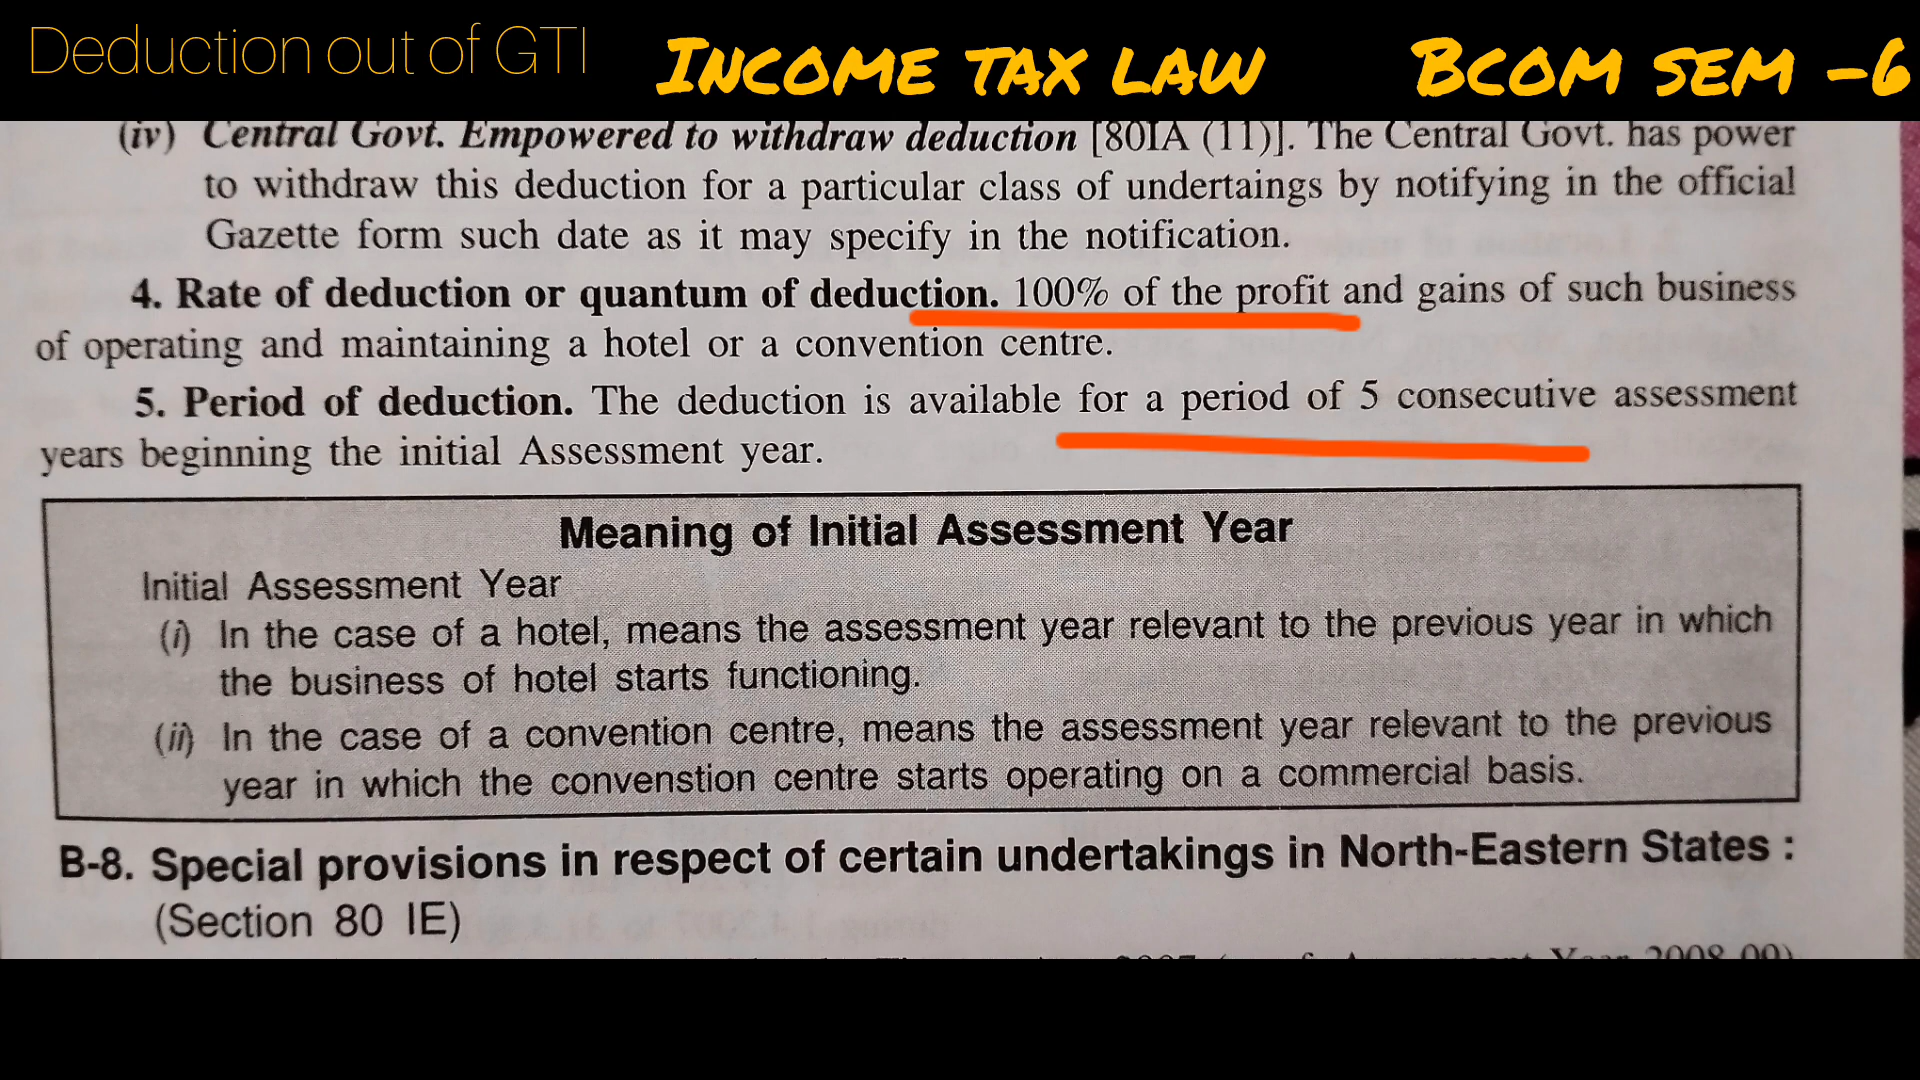 Deduction out of GTI INCOME TAX LAW BCOM SEM -6
(iv) Central Govt. Empowered to withdraw deduction [80IA (11)]. The Central Govt. has power
to withdraw this deduction for a particular class of undertaings by notifying in the official
Gazette form such date as it may specify in the notification.
4. Rate of deduction or quantum of deduction. 100% of the profit and gains of such business
of operating and maintaining a hotel or a convention centre.
5. Period of deduction. The deduction is available for a period of 5 consecutive assessment
years beginning the initial Assessment year.
Meaning of Initial Assessment Year
Initial Assessment Year
(i) In the case of a hotel, means the assessment year relevant to the previous year in which
the business of hotel starts functioning.
(ii) In the case of a convention centre, means the assessment year relevant to the previous
year in which the convenstion centre starts operating on a commercial basis.
B-8. Special provisions in respect of certain undertakings in North-Eastern States :
(Section 80 IE)